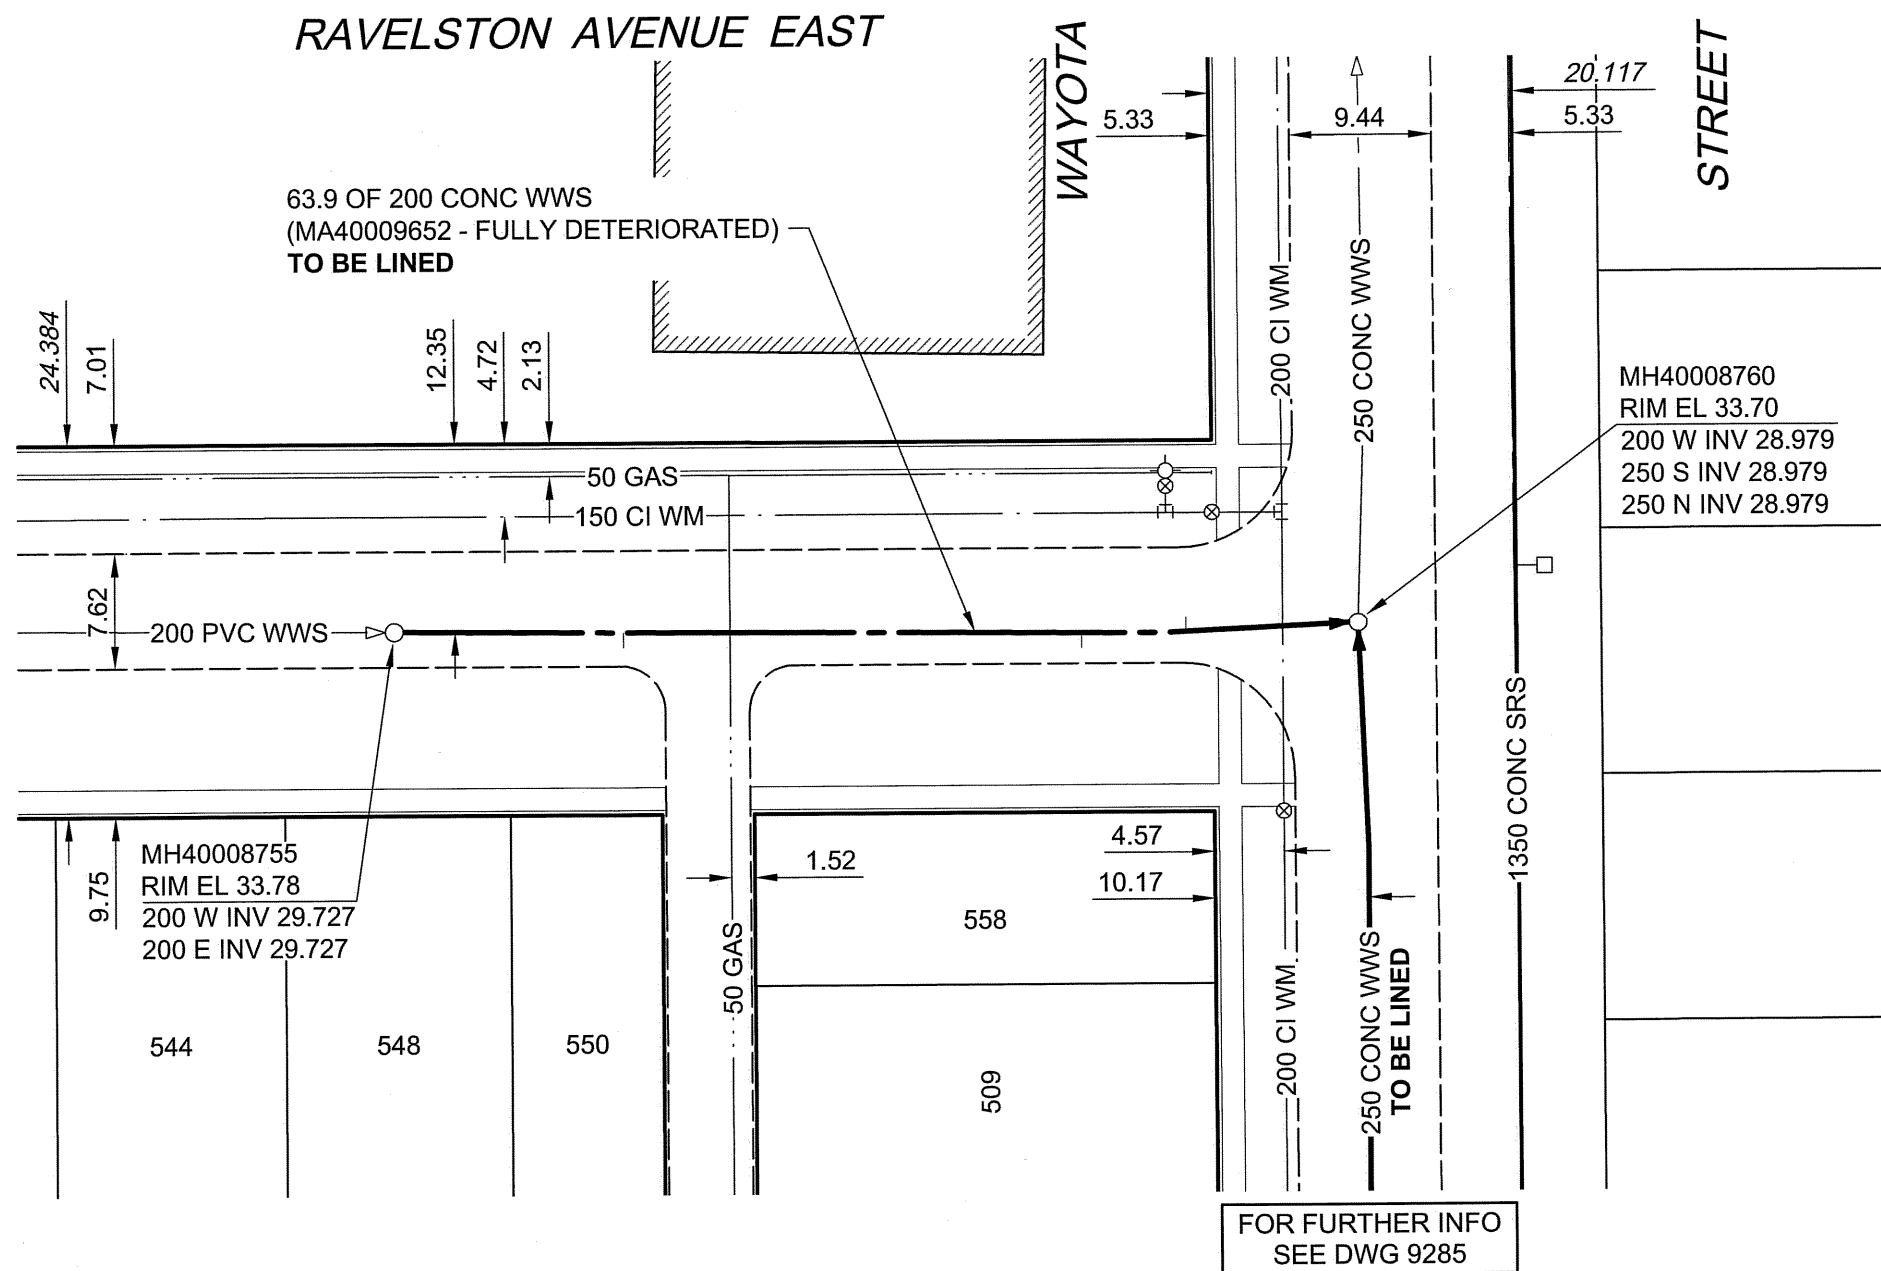 RAVELSTON AVENUE EAST
WAYOTA
STREET
20.117
5.33
9.44
5.33
63.9 OF 200 CONC WWS
(MA40009652 - FULLY DETERIORATED)
TO BE LINED
200 CI WM
250 CONC WWS
24.384
7.01
12.35
4.72
2.13
MH40008760
RIM EL 33.70
200 W INV 28.979
250 S INV 28.979
250 N INV 28.979
50 GAS
150 CI WM
7.62
200 PVC WWS
1350 CONC SRS
9.75
MH40008755
RIM EL 33.78
200 W INV 29.727
200 E INV 29.727
1.52
4.57
10.17
558
50 GAS
200 CI WM
250 CONC WWS
TO BE LINED
544
548
550
509
FOR FURTHER INFO
SEE DWG 9285